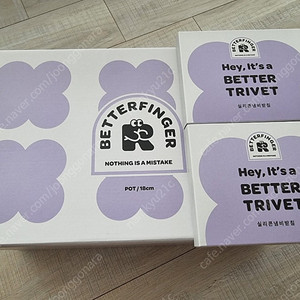 BETTERFINGER
NOTHING IS A MISTAKE
POT / 18cm
BETTERFINGER
Hey, It's a
BETTER
TRIVET
실리콘냄비받침
BETTERFINGER
Hey, It's a
BETTER
TRIVET
실리콘냄비받침